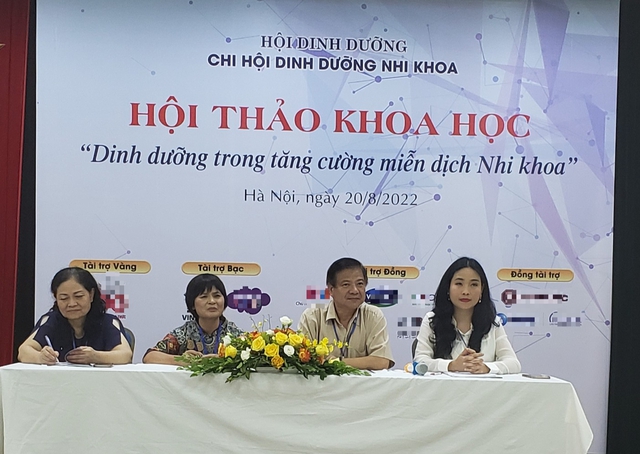 HỘI DINH DƯỠNG
CHI HỘI DINH DƯỠNG NHI KHOA
HỘI THẢO KHOA HỌC
“Dinh dưỡng trong tăng cường miễn dịch Nhi khoa”
Hà Nội, ngày 20/8/2022
Tài trợ Vàng
Tài trợ Bạc
trợ Đồng
Đồng tài trợ